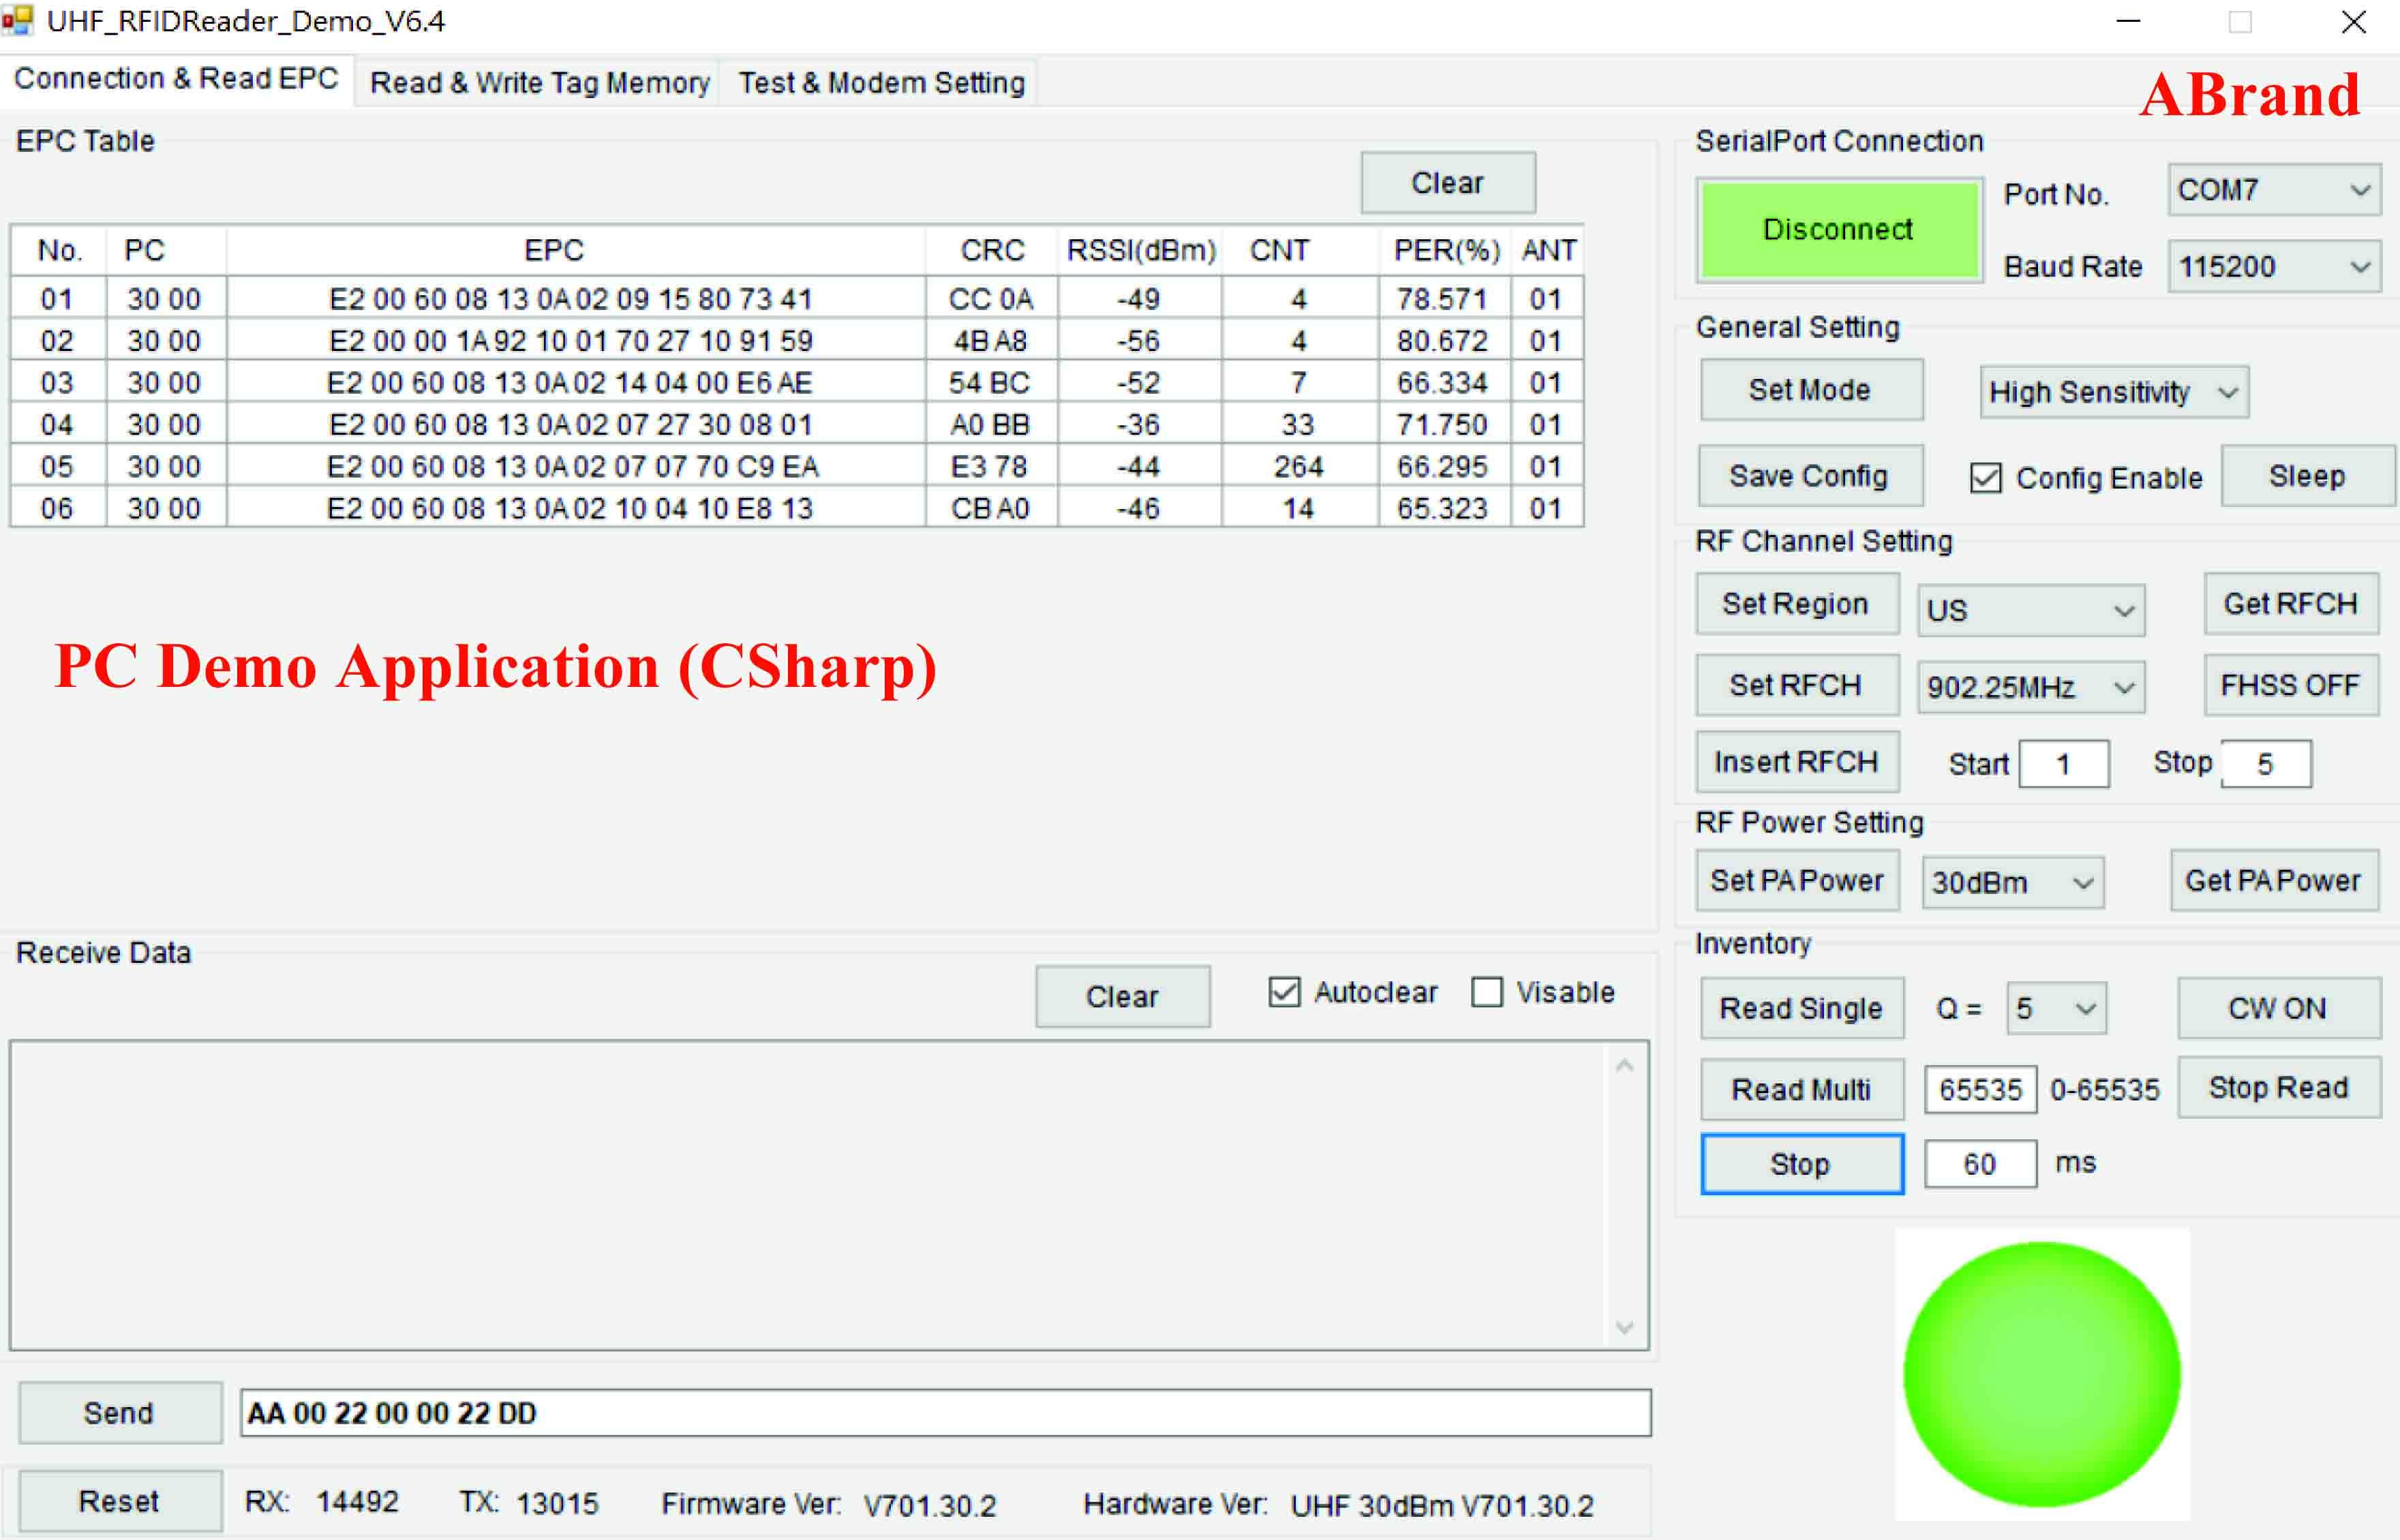 UHF_RFIDReader_Demo_V6.4
Connection & Read EPC Read & Write Tag Memory Test & Modem Setting
ABrand
EPC Table
Clear
No. PC EPC CRC RSSI(dBm) CNT PER(%) ANT
01 30 00 E2 00 60 08 13 0A 02 09 15 80 73 41 CC 0A -49 4 78.571 01
02 30 00 E2 00 00 1A 92 10 01 70 27 10 91 59 4B A8 -56 4 80.672 01
03 30 00 E2 00 60 08 13 0A 02 14 04 00 E6 AE 54 BC -52 7 66.334 01
04 30 00 E2 00 60 08 13 0A 02 07 27 30 08 01 A0 BB -36 33 71.750 01
05 30 00 E2 00 60 08 13 0A 02 07 07 70 C9 EA E3 78 -44 264 66.295 01
06 30 00 E2 00 60 08 13 0A 02 10 04 10 E8 13 CB A0 -46 14 65.323 01
PC Demo Application (CSharp)
Receive Data
Clear Autoclear Visable
Send AA 00 22 00 00 22 DD
Reset RX: 14492 TX: 13015 Firmware Ver: V701.30.2 Hardware Ver: UHF 30dBm V701.30.2
SerialPort Connection
Disconnect
Port No. COM7
Baud Rate 115200
General Setting
Set Mode High Sensitivity
Save Config Config Enable Sleep
RF Channel Setting
Set Region US Get RFCH
Set RFCH 902.25MHz FHSS OFF
Insert RFCH Start 1 Stop 5
RF Power Setting
Set PA Power 30dBm Get PA Power
Inventory
Read Single Q = 5 CW ON
Read Multi 65535 0-65535 Stop Read
Stop 60 ms